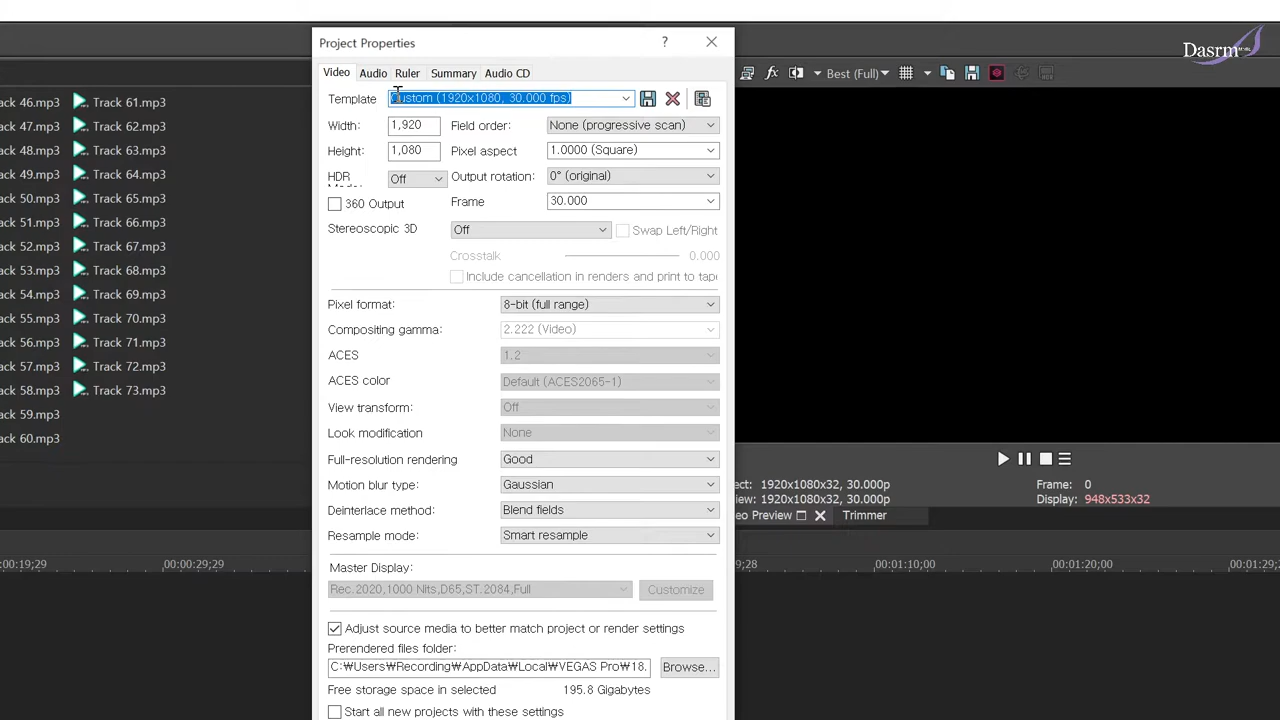 Dasrm
Project Properties
Video Audio Ruler Summary Audio CD
Best (Full)
Template Custom (1920x1080, 30.000 fps)
Width: 1,920 Field order: None (progressive scan)
Height: 1,080 Pixel aspect 1.0000 (Square)
HDR Off Output rotation: 0° (original)
360 Output Frame 30.000
Stereoscopic 3D Off Swap Left/Right
Crosstalk 0.000
Include cancellation in renders and print to tap
Pixel format: 8-bit (full range)
Compositing gamma: 2.222 (Video)
ACES 1.2
ACES color Default (ACES2065-1)
View transform: Off
Look modification None
Full-resolution rendering Good
Motion blur type: Gaussian
Deinterlace method: Blend fields
Resample mode: Smart resample
Master Display:
Rec.2020,1000 Nits,D65,ST.2084,Full Customize
Adjust source media to better match project or render settings
Prerendered files folder:
C:₩Users₩Recording₩AppData₩Local₩VEGAS Pro₩18. Browse...
Free storage space in selected 195.8 Gigabytes
Start all new projects with these settings
ack 46.mp3 Track 61.mp3
ack 47.mp3 Track 62.mp3
ack 48.mp3 Track 63.mp3
ack 49.mp3 Track 64.mp3
ack 50.mp3 Track 65.mp3
ack 51.mp3 Track 66.mp3
ack 52.mp3 Track 67.mp3
ack 53.mp3 Track 68.mp3
ack 54.mp3 Track 69.mp3
ack 55.mp3 Track 70.mp3
ack 56.mp3 Track 71.mp3
ack 57.mp3 Track 72.mp3
ack 58.mp3 Track 73.mp3
ack 59.mp3
ack 60.mp3
ect: 1920x1080x32, 30.000p Frame: 0
iew: 1920x1080x32, 30.000p Display: 948x533x32
eo Preview Trimmer
0:00:19;29 00:00:29;29 9;28 00:01:10;00 00:01:20;00 00:01:29;2